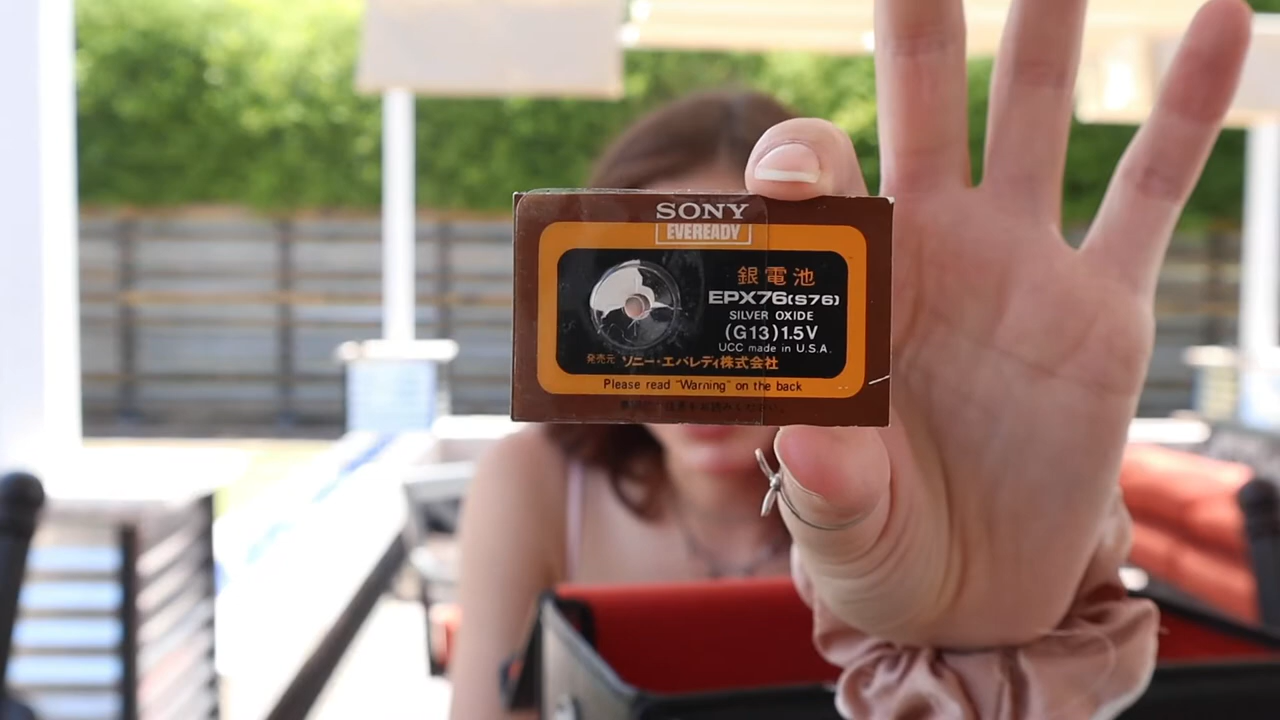 SONY
EVEREADY
銀電池
EPX76(S76)
SILVER OXIDE
(G13)1.5V
UCC made in U.S.A.
発売元 ソニー・エバレディ株式会社
Please read "Warning" on the back